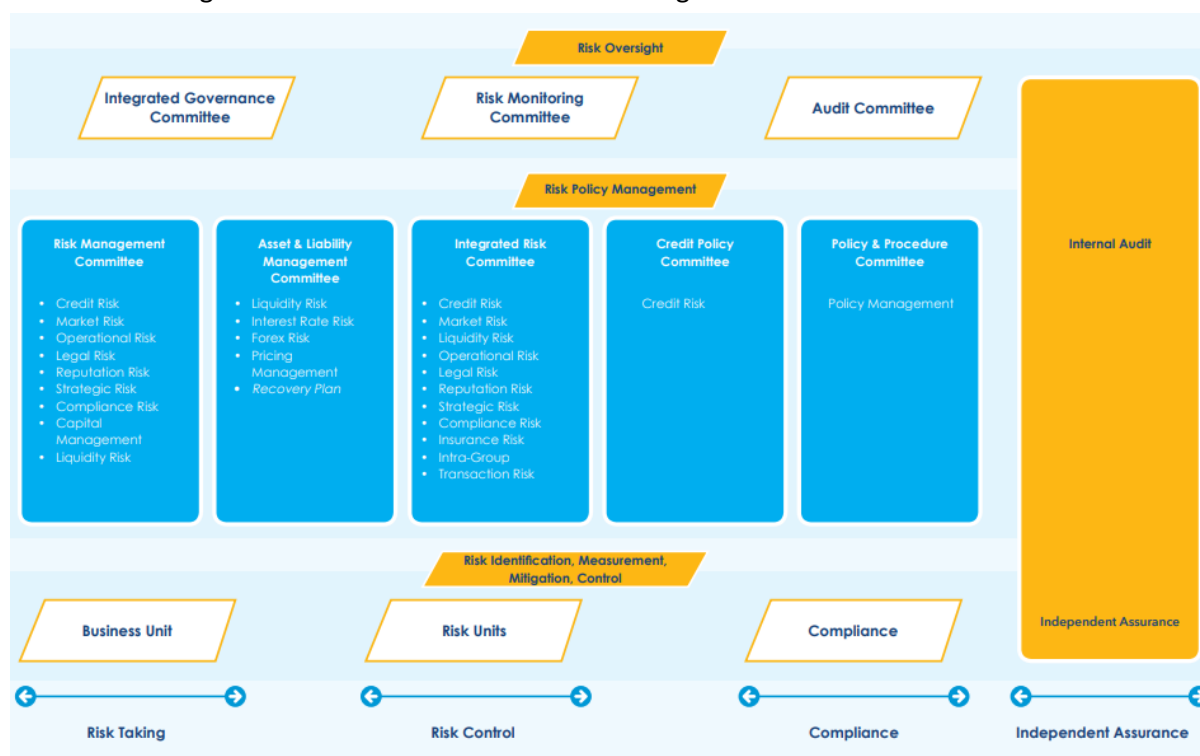 Risk Oversight
Integrated Governance
Committee
Risk Monitoring
Committee
Audit Committee
Risk Policy Management
Risk Management
Committee
• Credit Risk
• Market Risk
• Operational Risk
• Legal Risk
• Reputation Risk
• Strategic Risk
• Compliance Risk
• Capital
Management
• Liquidity Risk
Asset & Liability
Management
Committee
• Liquidity Risk
• Interest Rate Risk
• Forex Risk
• Pricing
Management
• Recovery Plan
Integrated Risk
Committee
• Credit Risk
• Market Risk
• Liquidity Risk
• Operational Risk
• Legal Risk
• Reputation Risk
• Strategic Risk
• Compliance Risk
• Insurance Risk
• Intra-Group
• Transaction Risk
Credit Policy
Committee
Credit Risk
Policy & Procedure
Committee
Policy Management
Internal Audit
Risk Identification, Measurement,
Mitigation, Control
Business Unit
Risk Units
Compliance
Independent Assurance
Risk Taking
Risk Control
Compliance
Independent Assurance